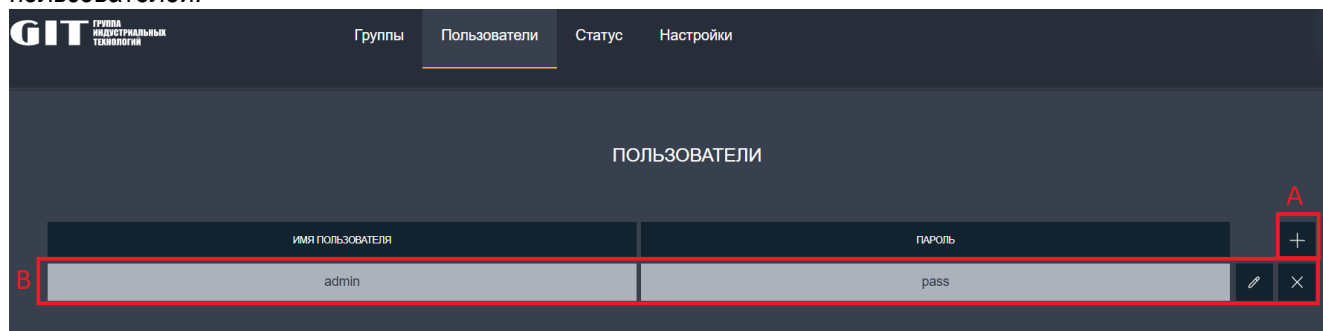 пользователей.
GIT ГРУППА
ИНДУСТРИАЛЬНЫХ
ТЕХНОЛОГИЙ
Группы Пользователи Статус Настройки
ПОЛЬЗОВАТЕЛИ
A
ИМЯ ПОЛЬЗОВАТЕЛЯ ПАРОЛЬ +
B admin pass